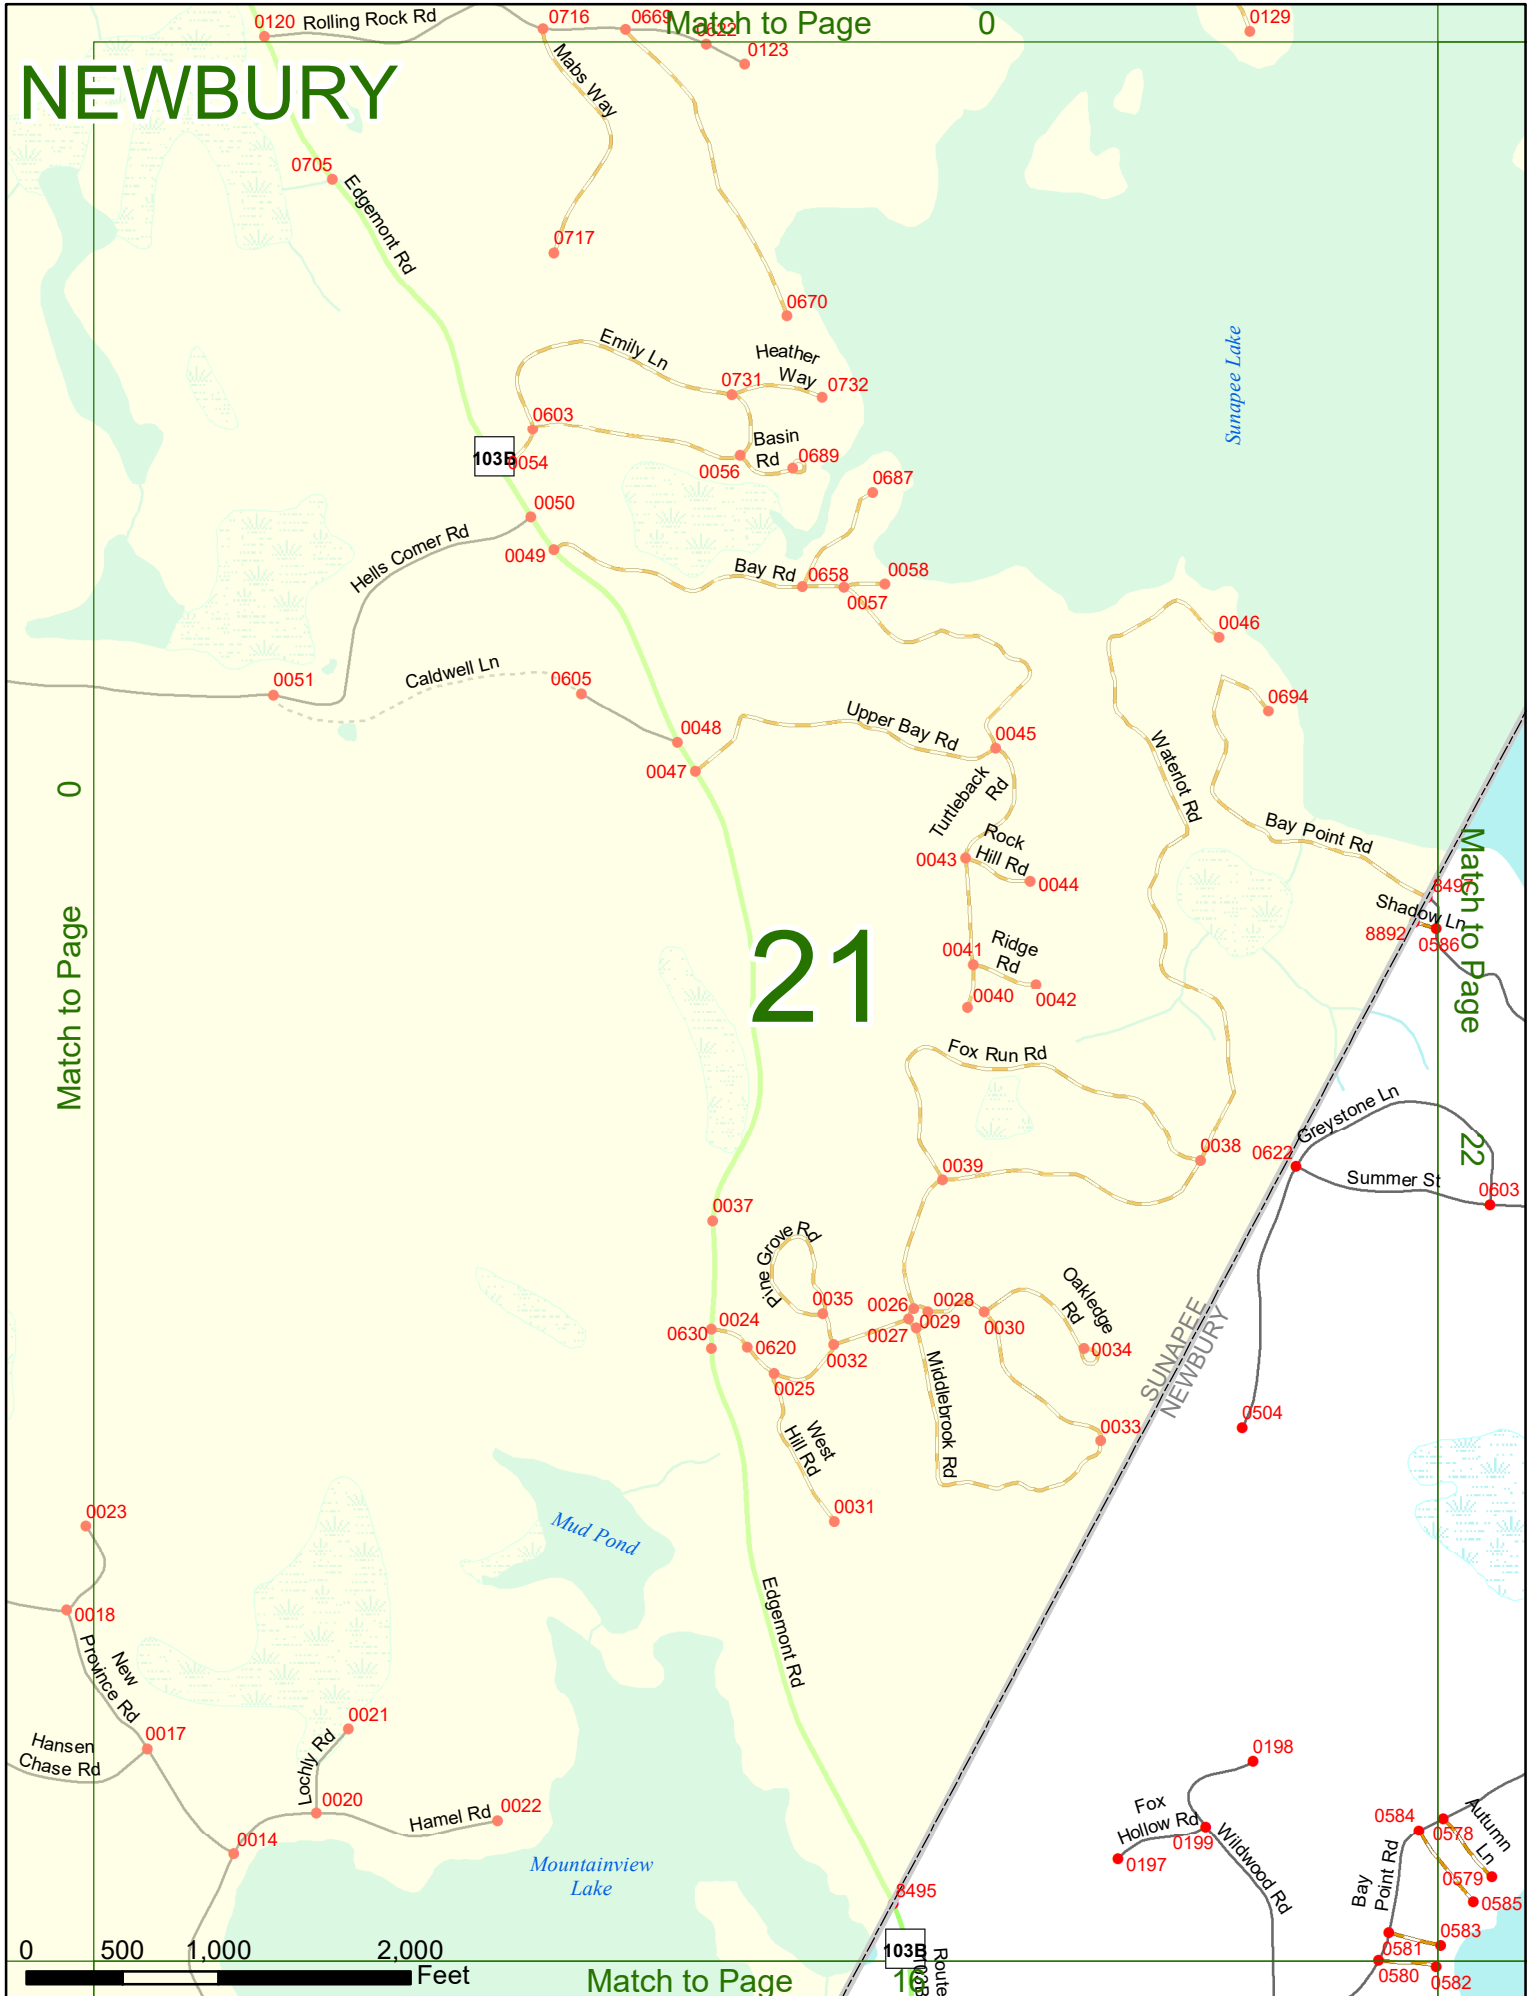 0120
Rolling Rock Rd
0716
0669
Match to Page
0
0622
0123
0129
NEWBURY
Mabs Way
0705
Edgemont Rd
0717
0670
Emily Ln
Heather
Way
0731
0732
Sunapee Lake
0603
Basin
Rd
103B
0054
0056
0689
0687
0050
Hells Corner Rd
0049
Bay Rd
0658
0058
0057
0046
Caldwell Ln
0051
0605
0694
Upper Bay Rd
0048
0045
0047
Waterlot Rd
Turtleback
Rd
0
Rock
Hill Rd
Bay Point Rd
0043
0044
Match to Page
8497
Shadow Ln
8892
0586
Match to Page
21
Ridge
Rd
0041
0040
0042
Fox Run Rd
Greystone Ln
22
0038
0622
0039
Summer St
0603
0037
Pine Grove Rd
Oakledge
Rd
0035
0026
0028
0024
0630
0620
0027
0029
0030
0032
0034
SUNAPEE
NEWBURY
0025
Middlebrook Rd
0504
West
Hill Rd
0033
0031
0023
Mud Pond
Edgemont Rd
0018
New
Province Rd
0021
0017
Hansen
Chase Rd
Lochly Rd
0198
0020
Hamel Rd
0022
Fox
Hollow Rd
0584
0578
Autumn
Ln
0014
0199
Wildwood Rd
0197
Mountainview
Lake
Bay
Point Rd
0579
0585
8495
0583
0581
103B
Route
0580
0582
0
500
1,000
2,000
Feet
Match to Page
16